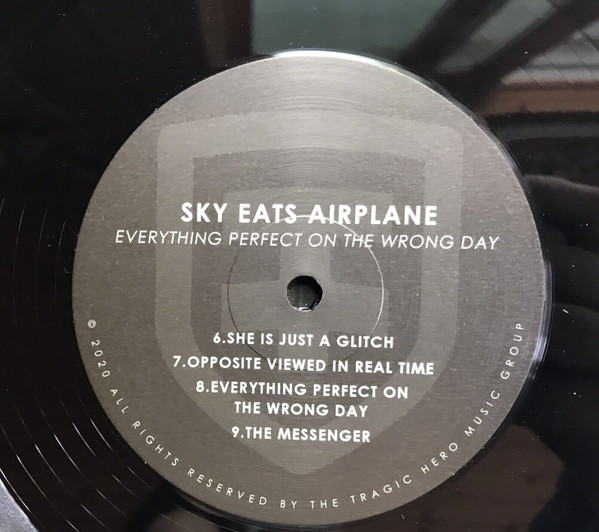 SKY EATS AIRPLANE
EVERYTHING PERFECT ON THE WRONG DAY
6.SHE IS JUST A GLITCH
7.OPPOSITE VIEWED IN REAL TIME
8.EVERYTHING PERFECT ON
THE WRONG DAY
9.THE MESSENGER
© 2020 ALL RIGHTS RESERVED BY THE TRAGIC HERO MUSIC GROUP